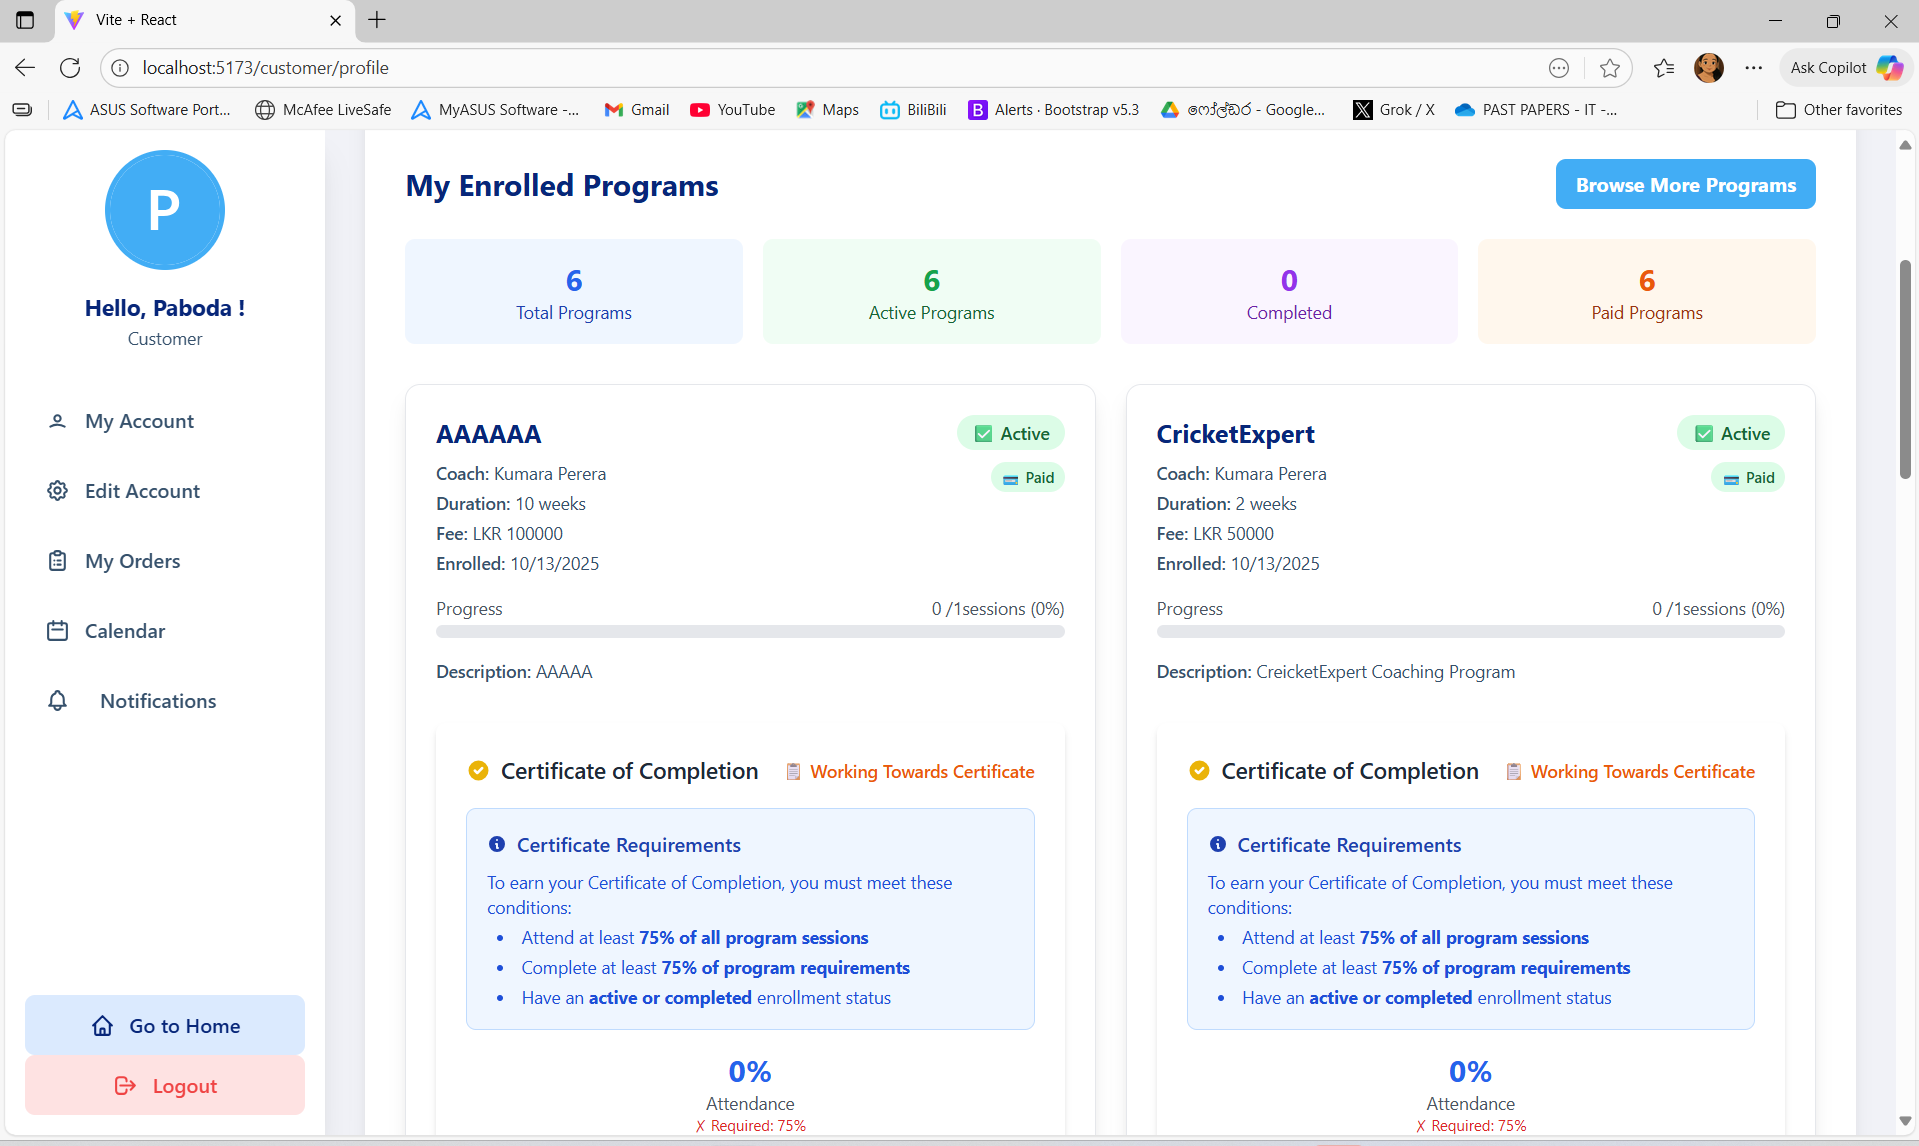 Vite + React
localhost:5173/customer/profile
Ask Copilot
ASUS Software Port...
McAfee LiveSafe
MyASUS Software -...
Gmail
YouTube
Maps
BiliBili
B
Alerts · Bootstrap v5.3
ෆෝල්ඩර - Google...
Grok / X
PAST PAPERS - IT -...
Other favorites
P
Hello, Paboda !
Customer
My Account
Edit Account
My Orders
Calendar
Notifications
Go to Home
Logout
My Enrolled Programs
Browse More Programs
6
Total Programs
6
Active Programs
0
Completed
6
Paid Programs
AAAAAA
Active
Paid
Coach: Kumara Perera
Duration: 10 weeks
Fee: LKR 100000
Enrolled: 10/13/2025
Progress
0 /1sessions (0%)
Description: AAAAA
Certificate of Completion
Working Towards Certificate
Certificate Requirements
To earn your Certificate of Completion, you must meet these
conditions:
• Attend at least 75% of all program sessions
• Complete at least 75% of program requirements
• Have an active or completed enrollment status
0%
Attendance
✗ Required: 75%
CricketExpert
Active
Paid
Coach: Kumara Perera
Duration: 2 weeks
Fee: LKR 50000
Enrolled: 10/13/2025
Progress
0 /1sessions (0%)
Description: CreicketExpert Coaching Program
Certificate of Completion
Working Towards Certificate
Certificate Requirements
To earn your Certificate of Completion, you must meet these
conditions:
• Attend at least 75% of all program sessions
• Complete at least 75% of program requirements
• Have an active or completed enrollment status
0%
Attendance
✗ Required: 75%